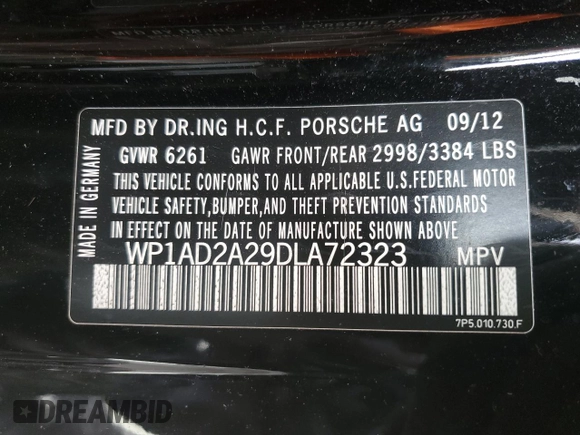 MFD BY DR.ING H.C.F. PORSCHE AG 09/12
GVWR 6261 GAWR FRONT/REAR 2998/3384 LBS
THIS VEHICLE CONFORMS TO ALL APPLICABLE U.S.FEDERAL MOTOR
VEHICLE SAFETY,BUMPER,AND THEFT PREVENTION STANDARDS
IN EFFECT ON THE DATE OF MANUFACTURE SHOWN ABOVE
WP1AD2A29DLA72323 MPV
MADE IN GERMANY
7P5.010.730.F
DREAMBID